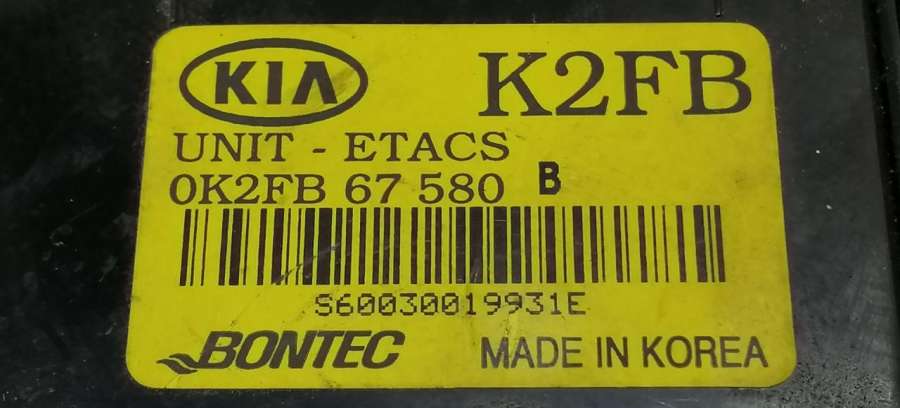 KIA K2FB
UNIT - ETACS
0K2FB 67 580 B
S60030019931E
BONTEC MADE IN KOREA